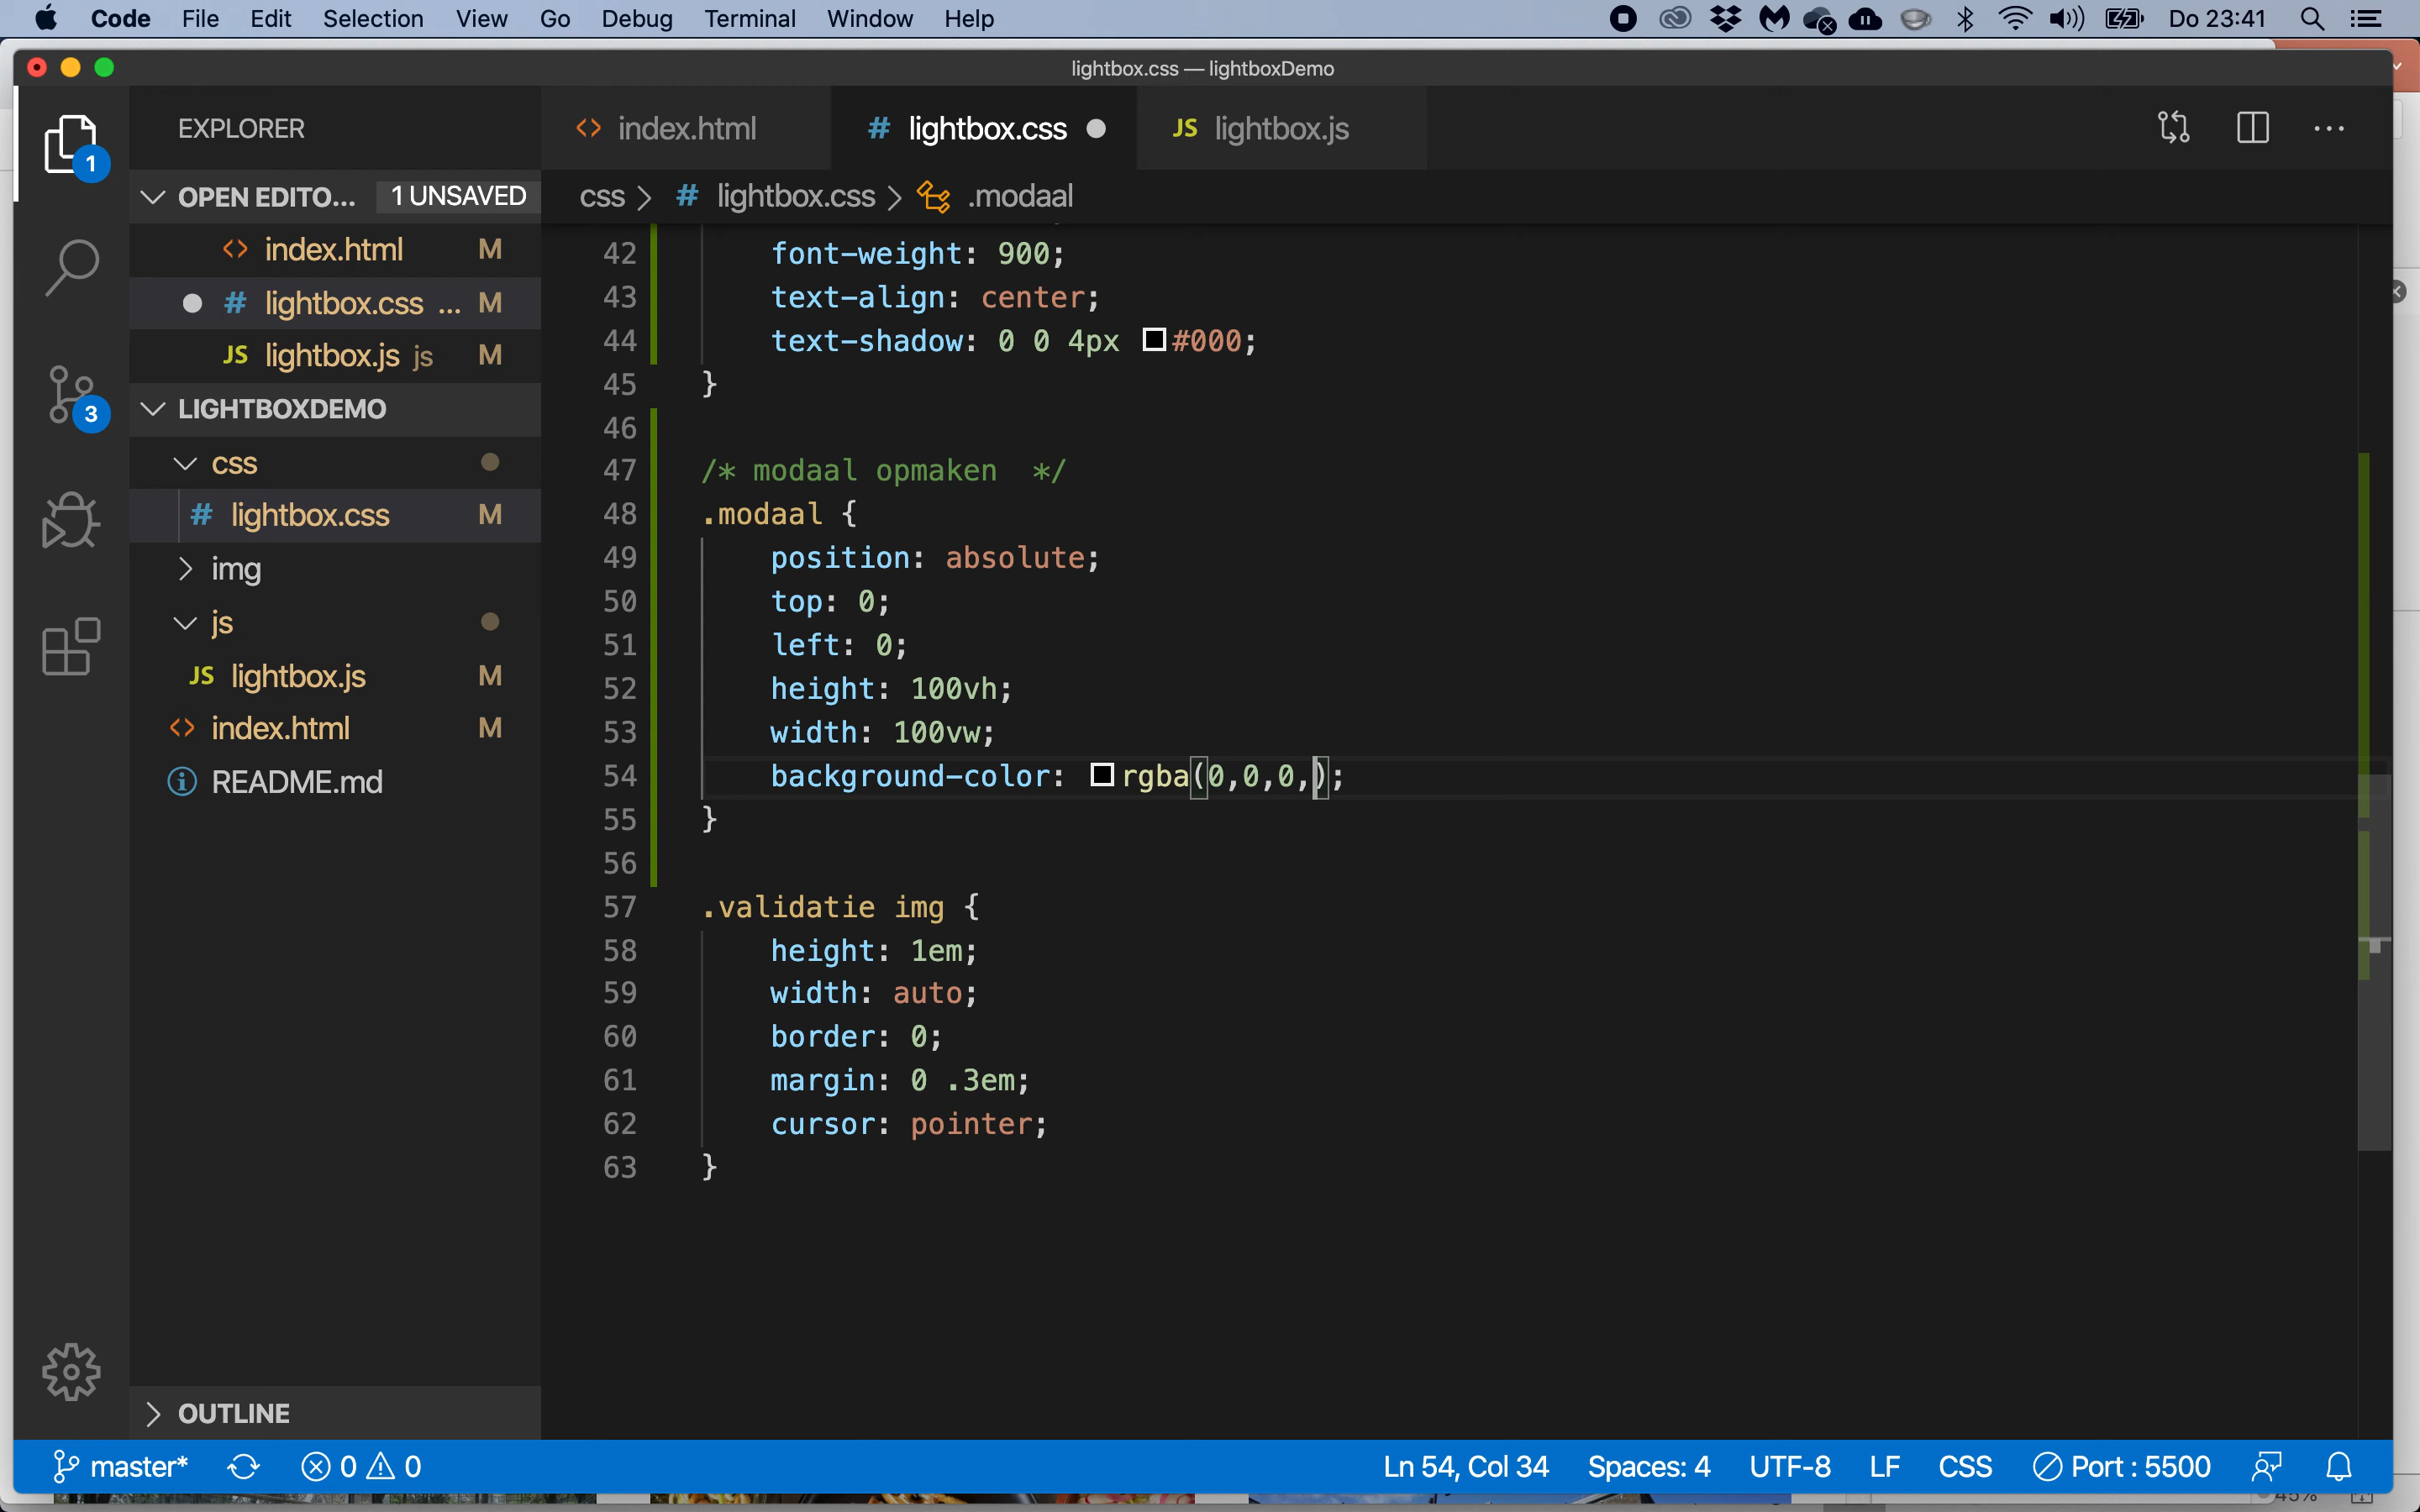 Code File Edit Selection View Go Debug Terminal Window Help Do 23:41
lightbox.css — lightboxDemo
EXPLORER
index.html
# lightbox.css
JS lightbox.js
1
OPEN EDITO... 1 UNSAVED
css > # lightbox.css > .modaal
index.html M
# lightbox.css ... M
JS lightbox.js js M
LIGHTBOXDEMO
3
css
# lightbox.css M
img
js
JS lightbox.js M
index.html M
README.md
OUTLINE
42 font-weight: 900;
43 text-align: center;
44 text-shadow: 0 0 4px #000;
45 }
46
47 /* modaal opmaken  */
48 .modaal {
49 position: absolute;
50 top: 0;
51 left: 0;
52 height: 100vh;
53 width: 100vw;
54 background-color: rgba(0,0,0,);
55 }
56
57 .validatie img {
58 height: 1em;
59 width: auto;
60 border: 0;
61 margin: 0 .3em;
62 cursor: pointer;
63 }
master* 0 0 Ln 54, Col 34 Spaces: 4 UTF-8 LF CSS Port : 5500
45%